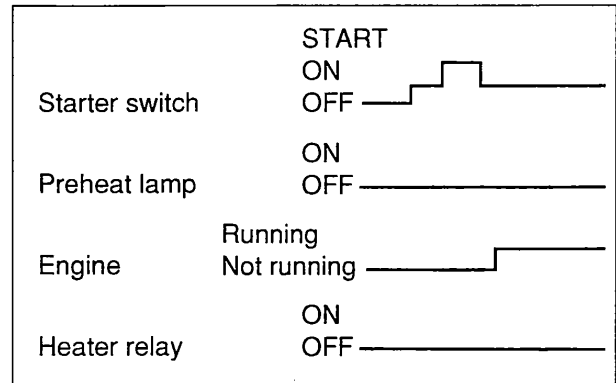 START
ON
Starter switch OFF
ON
Preheat lamp OFF
Running
Engine Not running
ON
Heater relay OFF